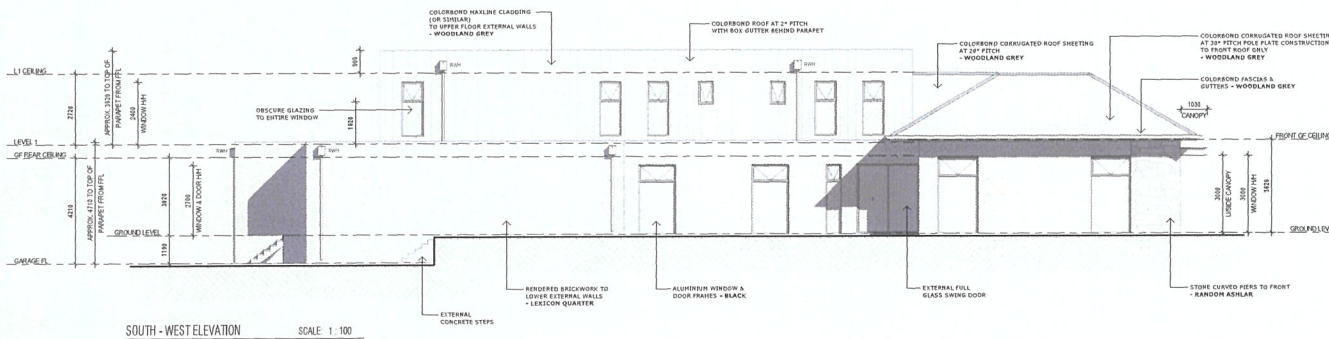 COLORBOND MAXLINE CLADDING
(OR SIMILAR)
TO UPPER FLOOR EXTERNAL WALLS
- WOODLAND GREY
COLORBOND ROOF AT 2° PITCH
WITH BOX GUTTER BEHIND PARAPET
COLORBOND CORRUGATED ROOF SHEETING
AT 20° PITCH
- WOODLAND GREY
COLORBOND CORRUGATED ROOF SHEETING
AT 30° PITCH POLE PLATE CONSTRUCTION
TO FRONT ROOF ONLY
- WOODLAND GREY
COLORBOND FASCIAS &
GUTTERS - WOODLAND GREY
1030
CANOPY
L1 CEILING
2720
APPROX. 3920 TO TOP OF
PARAPET FROM FFL
2400
WINDOW H/H
900
RWH
RWH
OBSCURE GLAZING
TO ENTIRE WINDOW
1820
LEVEL 1
GF REAR CEILING
RWH
RWH
RWH
FRONT GF CEILING
4210
APPROX. 4710 TO TOP OF
PARAPET FROM FFL
3020
2700
WINDOW & DOOR H/H
1190
3000
U/SIDE CANOPY
3000
WINDOW H/H
GROUND LEVEL
GROUND LEV
GARAGE FL
EXTERNAL
CONCRETE STEPS
RENDERED BRICKWORK TO
LOWER EXTERNAL WALLS
- LEXICON QUARTER
ALUMINIUM WINDOW &
DOOR FRAMES - BLACK
EXTERNAL FULL
GLASS SWING DOOR
STONE CURVED PIERS TO FRONT
- RANDOM ASHLAR
SOUTH - WEST ELEVATION SCALE: 1 : 100